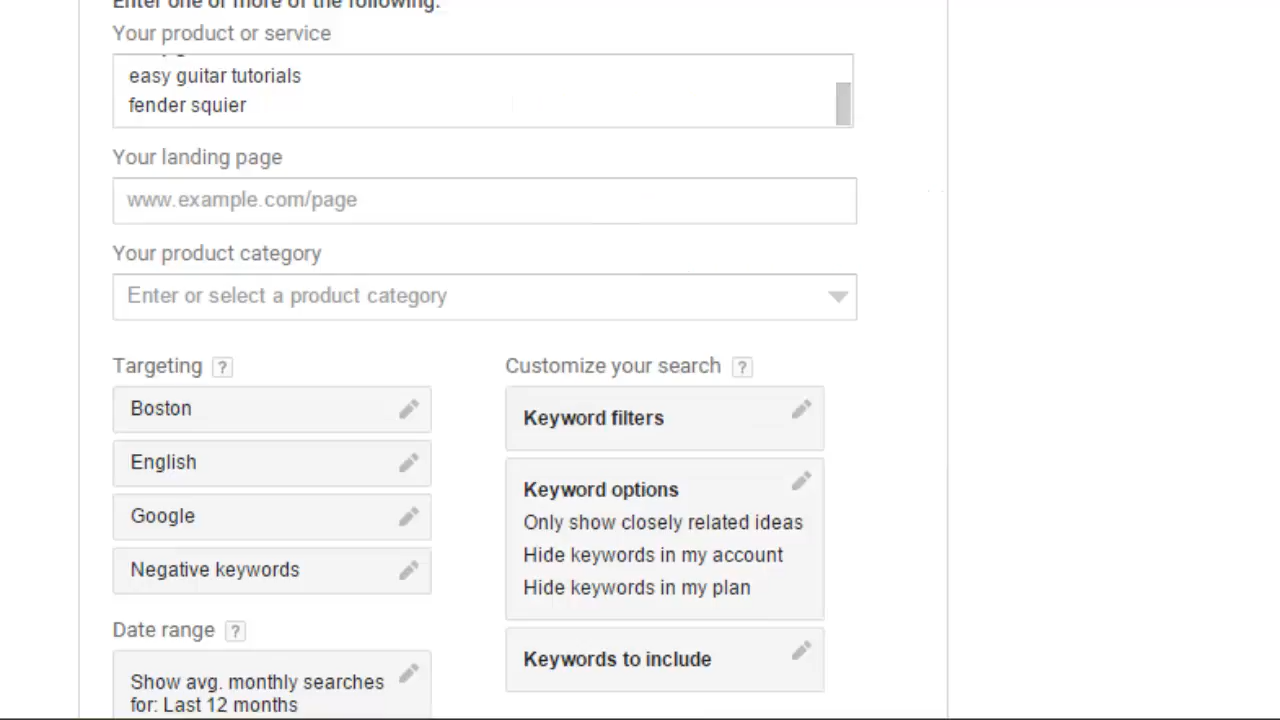 Enter one or more of the following:
Your product or service
easy guitar tutorials
fender squier
Your landing page
www.example.com/page
Your product category
Enter or select a product category
Targeting ?
Boston
English
Google
Negative keywords
Date range ?
Show avg. monthly searches
for: Last 12 months
Customize your search ?
Keyword filters
Keyword options
Only show closely related ideas
Hide keywords in my account
Hide keywords in my plan
Keywords to include